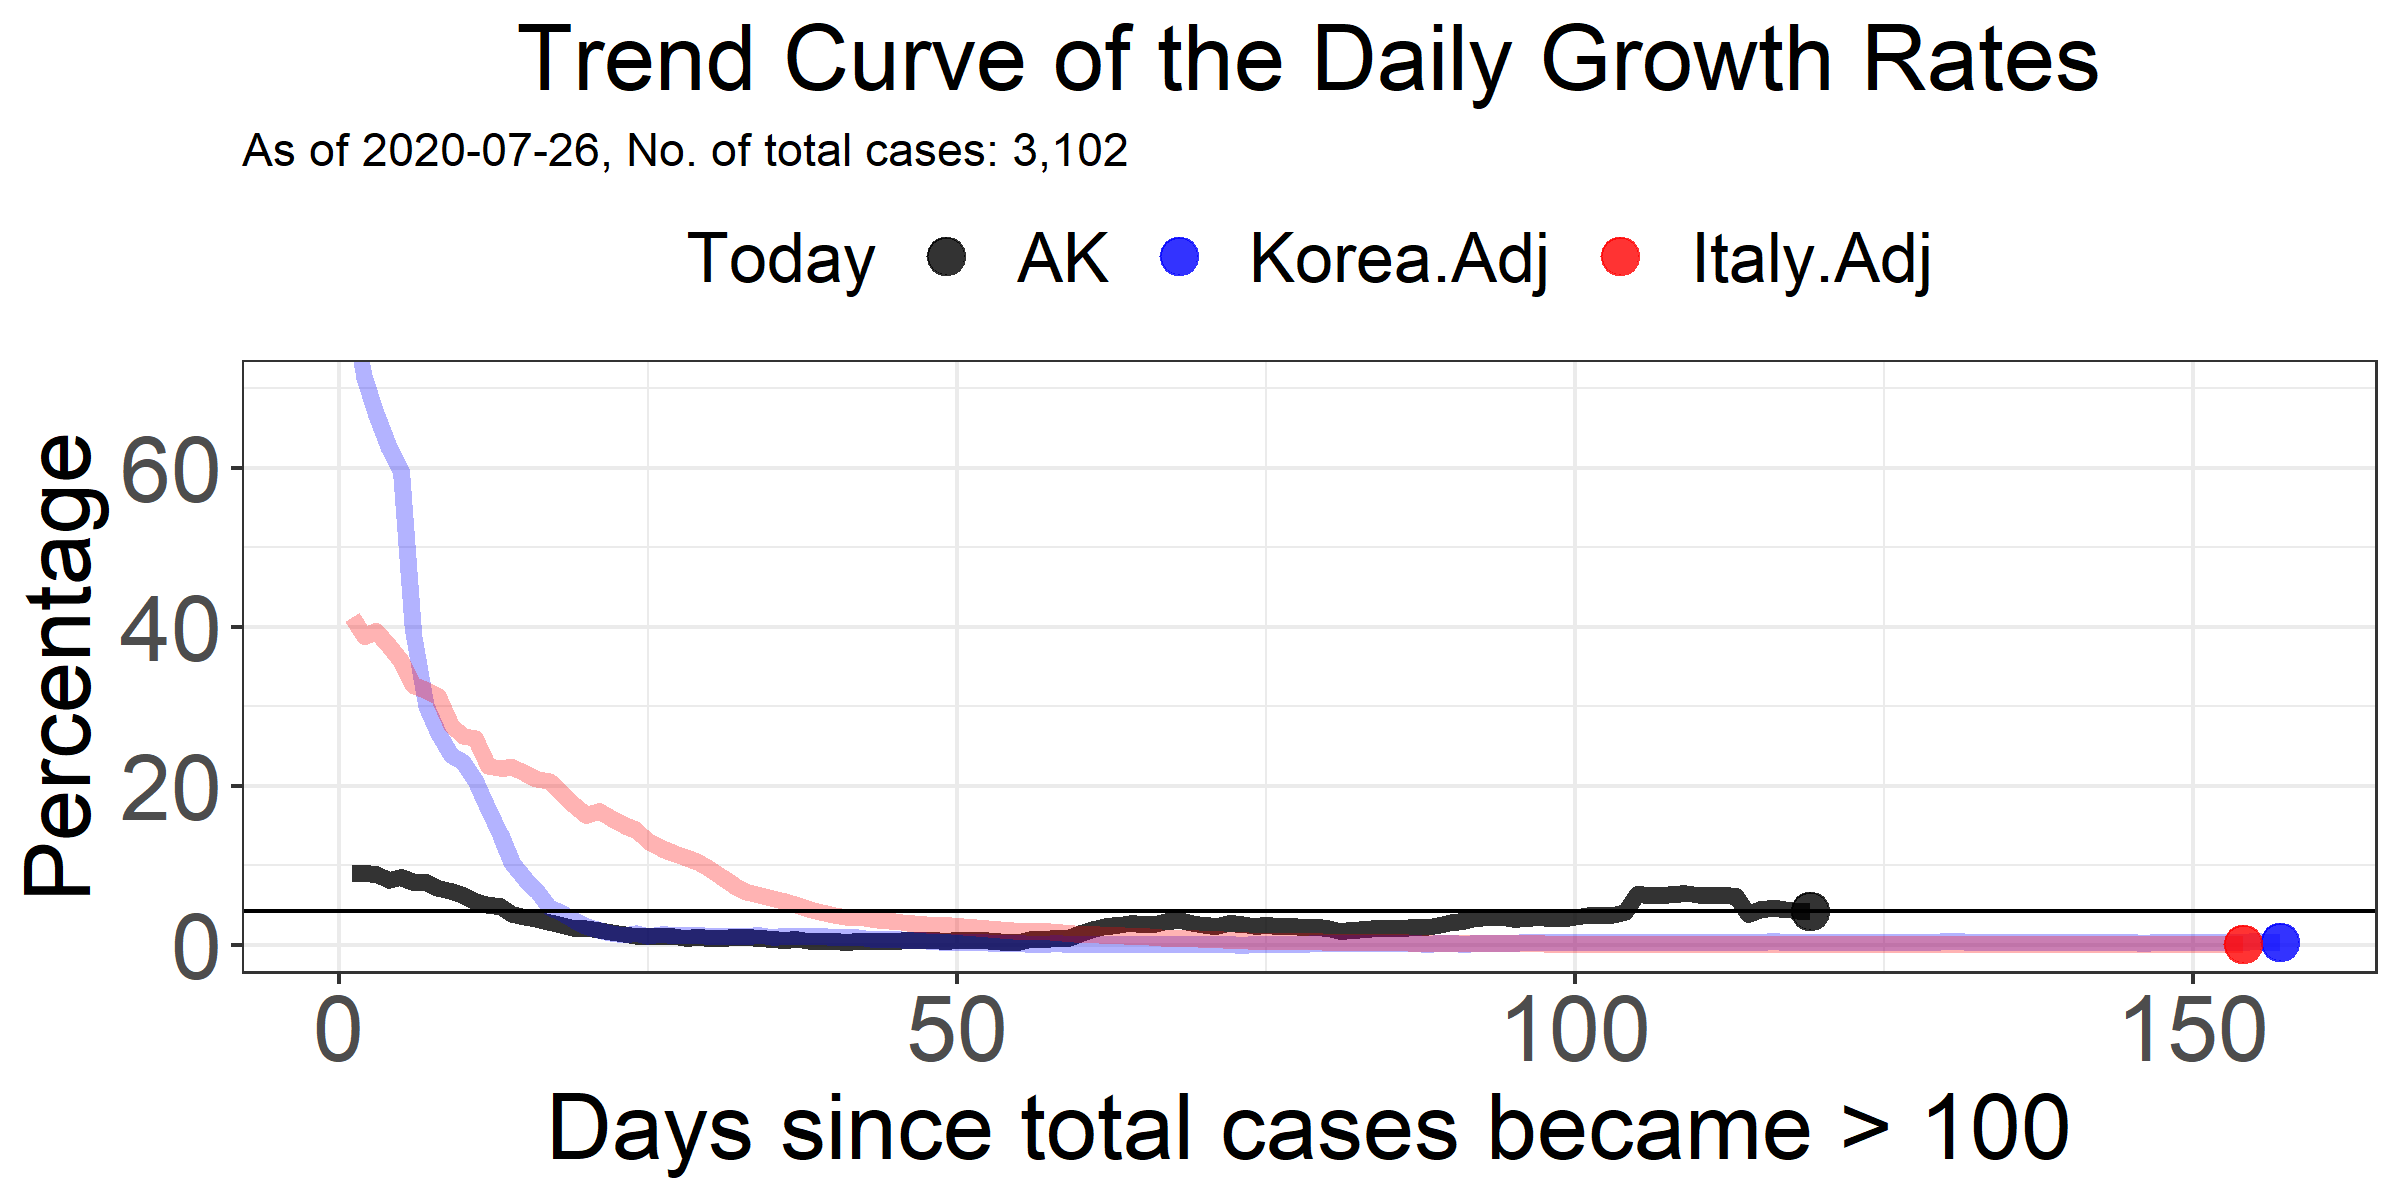 Trend Curve of the Daily Growth Rates
As of 2020-07-26, No. of total cases: 3,102
Today AK Korea.Adj Italy.Adj
Percentage
60
40
20
0
0 50 100 150
Days since total cases became > 100